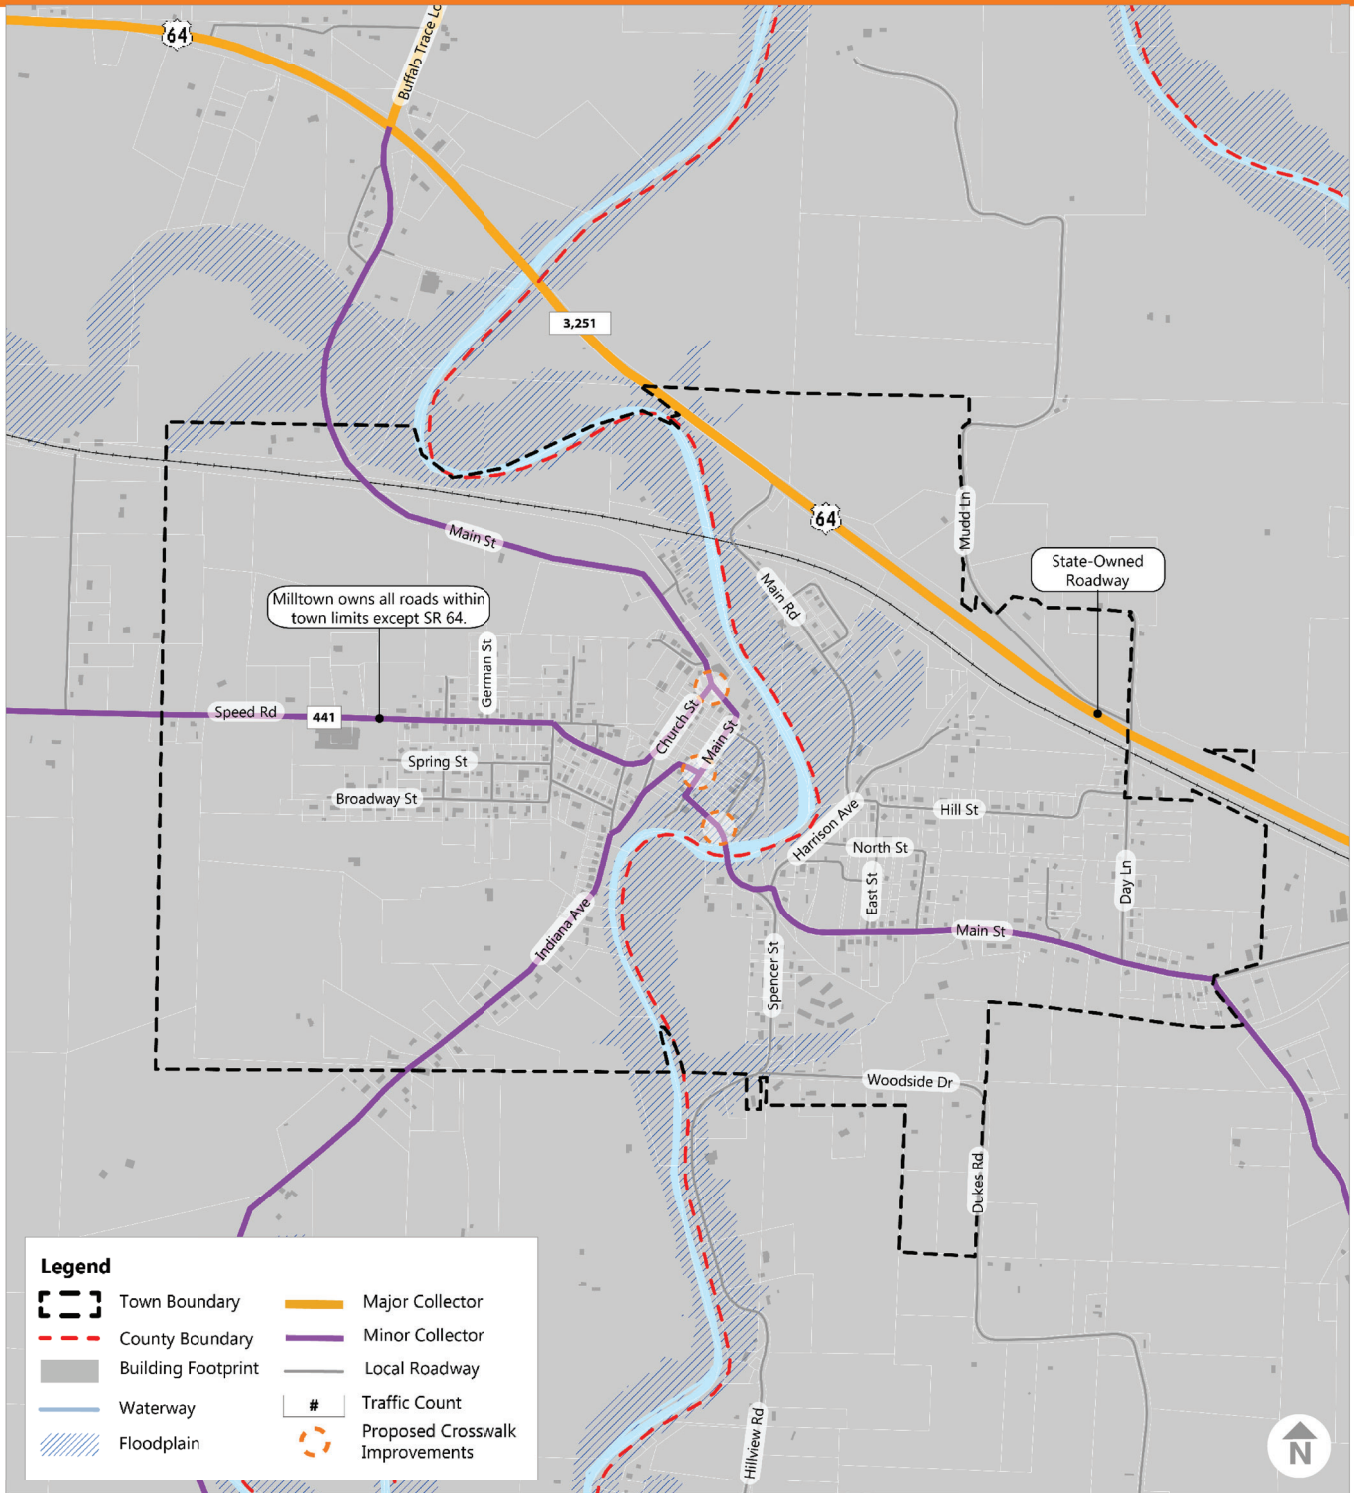 64
Buffalo Trace Lo
3,251
64
Mudd Ln
State-Owned
Roadway
Main St
Main Rd
Milltown owns all roads within
town limits except SR 64.
German St
Speed Rd
441
Church St
Main St
Spring St
Broadway St
Harrison Ave
Hill St
North St
East St
Day Ln
Indiana Ave
Main St
Spencer St
Woodside Dr
Dukes Rd
Hillview Rd
Legend
Town Boundary
County Boundary
Building Footprint
Waterway
Floodplain
Major Collector
Minor Collector
Local Roadway
# Traffic Count
Proposed Crosswalk
Improvements
N